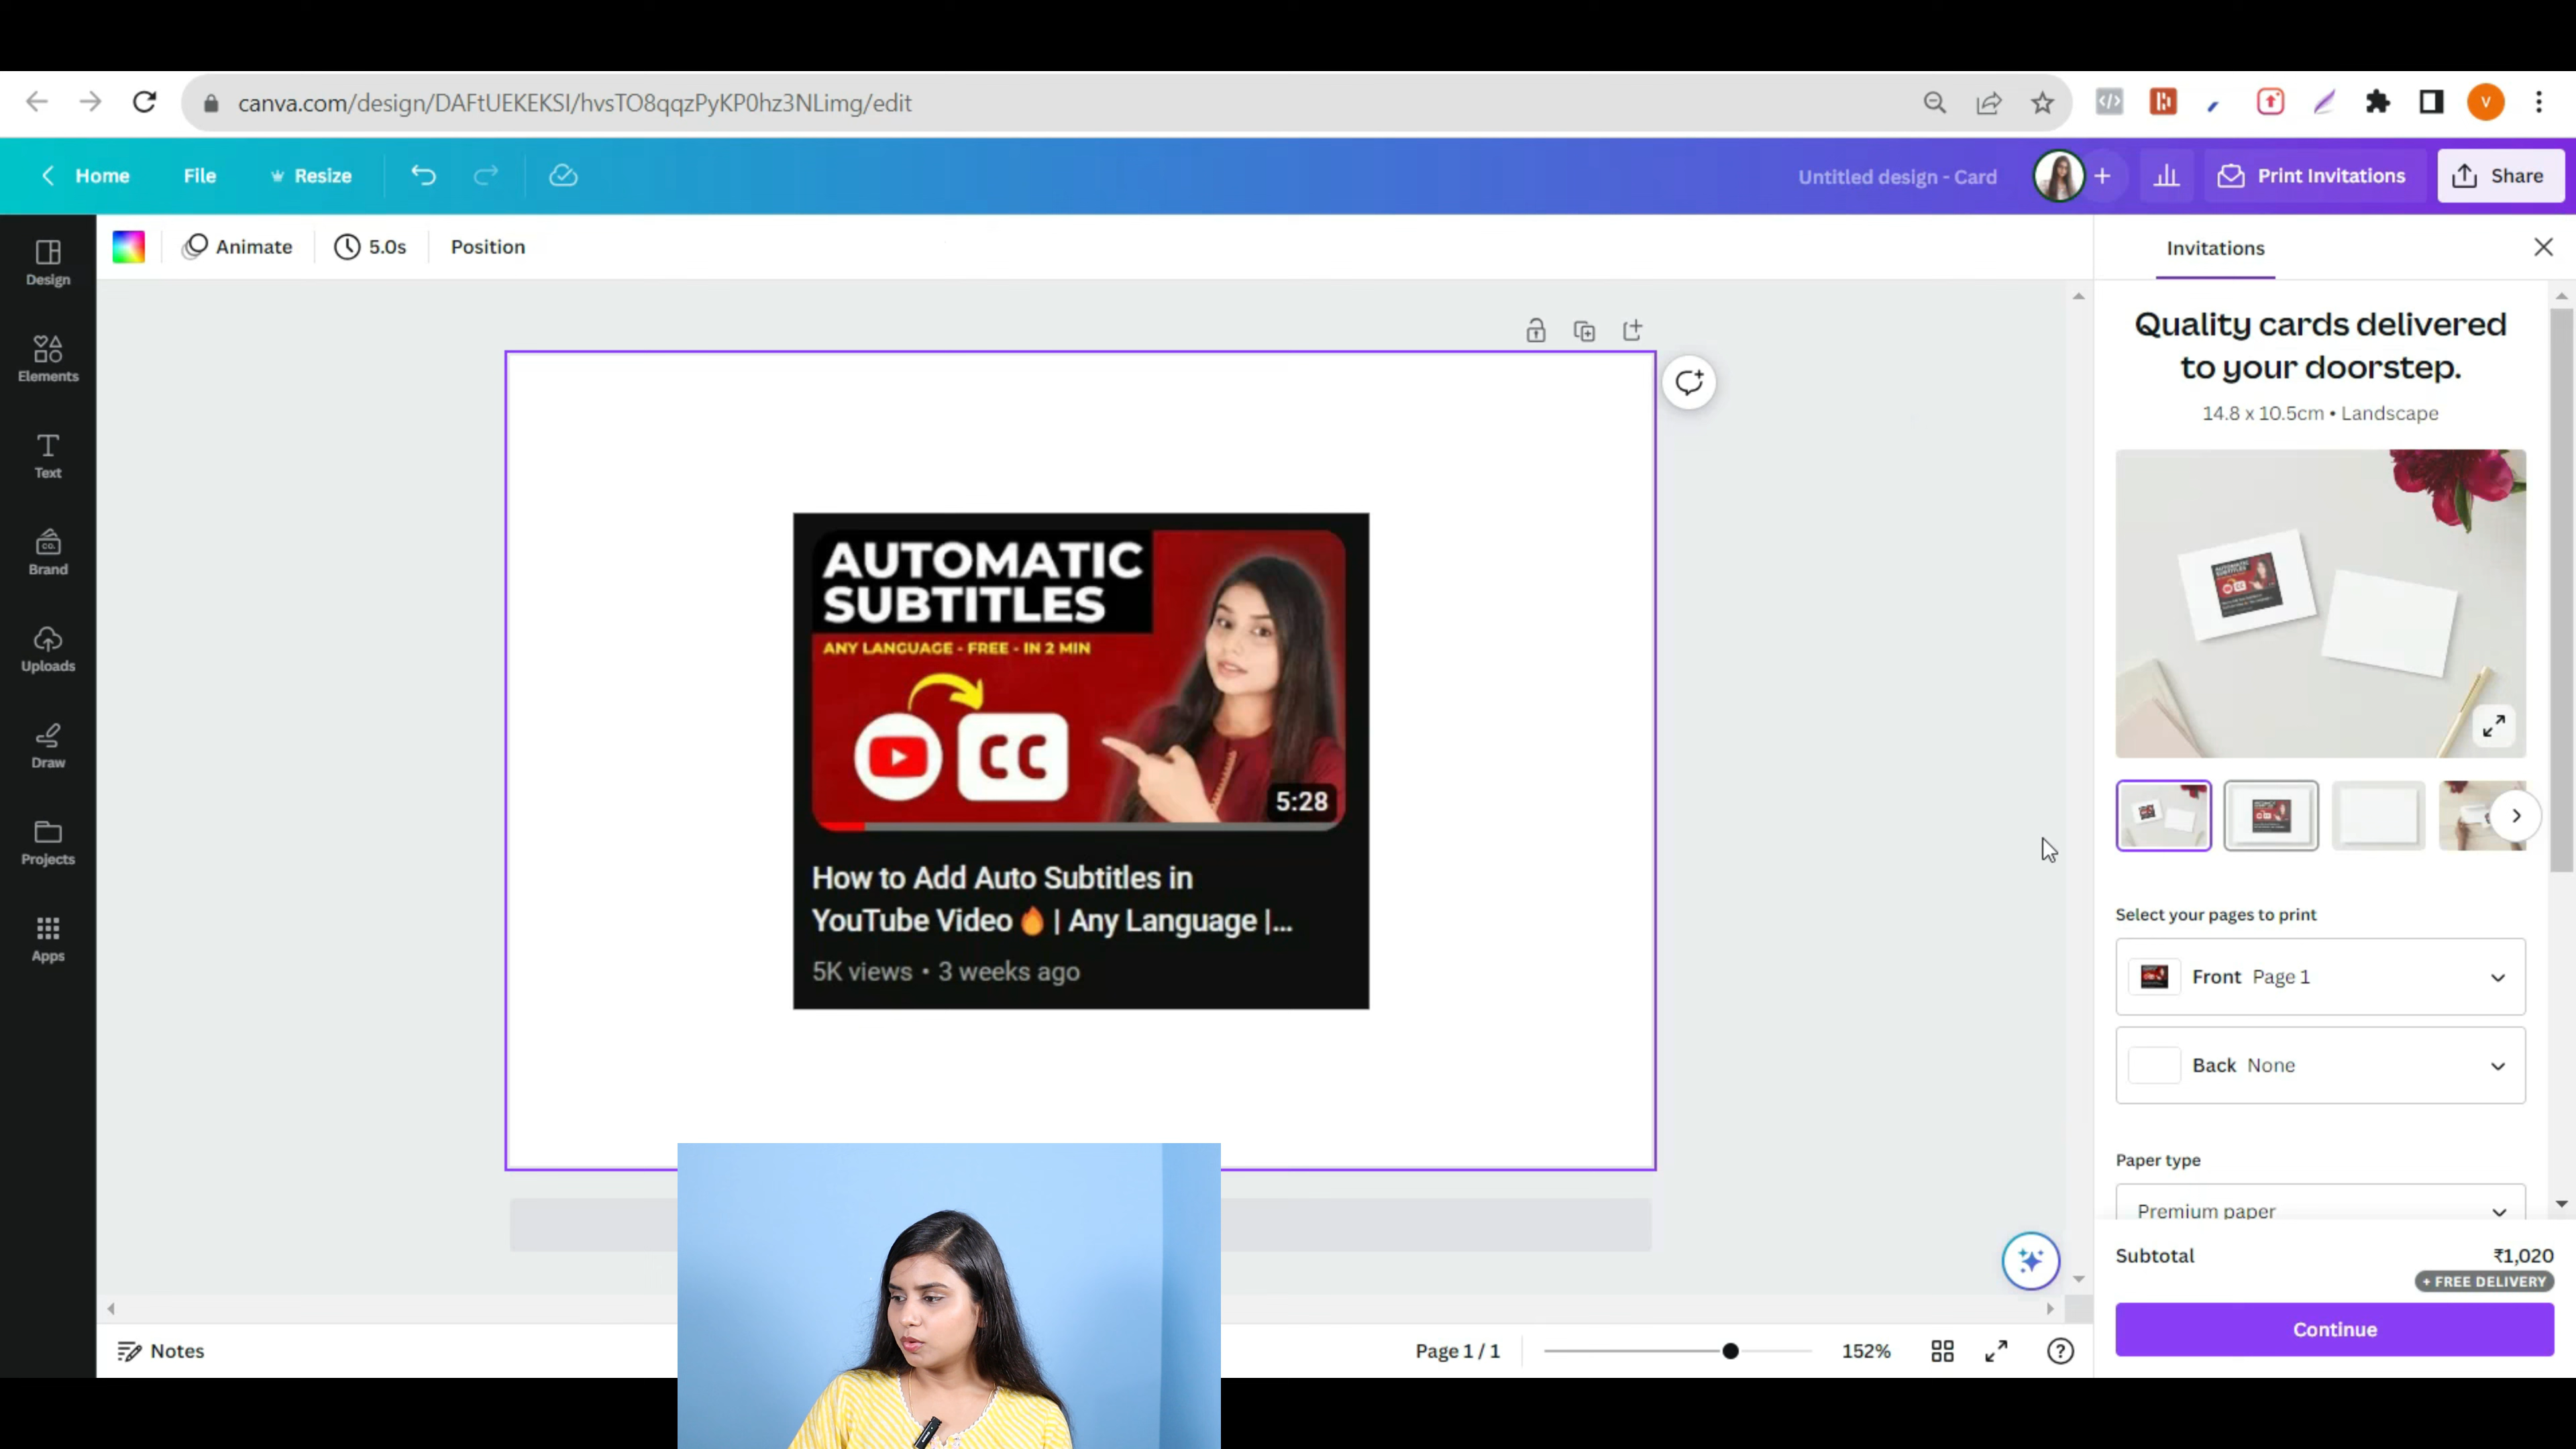 canva.com/design/DAFtUEKEKSI/hvsTO8qqzPyKP0hz3NLimg/edit
V
Home
File
Resize
Untitled design - Card
Print Invitations
Share
Design
Elements
Text
Brand
Uploads
Draw
Projects
Apps
Animate
5.0s
Position
AUTOMATIC
SUBTITLES
ANY LANGUAGE - FREE - IN 2 MIN
CC
5:28
How to Add Auto Subtitles in
YouTube Video🔥 | Any Language |...
5K views • 3 weeks ago
Invitations
Quality cards delivered
to your doorstep.
14.8 x 10.5cm • Landscape
AUTOMATIC
SUBTITLES
CC
Select your pages to print
Front Page 1
Back None
Paper type
Premium paper
Subtotal ₹1,020
+ FREE DELIVERY
Continue
Notes
Page 1 / 1
152%